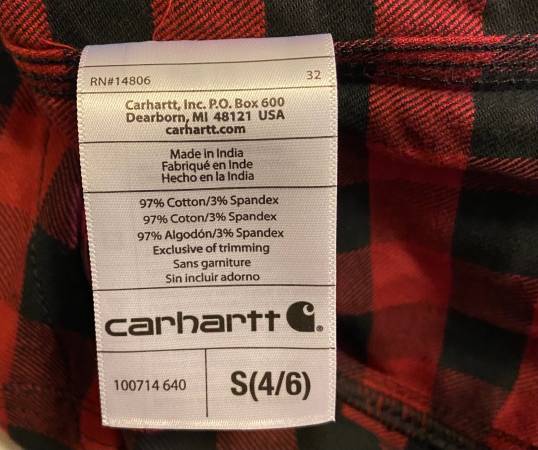 RN#14806 32
Carhartt, Inc. P.O. Box 600
Dearborn, MI 48121 USA
carhartt.com
Made in India
Fabriqué en Inde
Hecho en la India
97% Cotton/3% Spandex
97% Coton/3% Spandex
97% Algodón/3% Spandex
Exclusive of trimming
Sans garniture
Sin incluir adorno
carhartt
100714 640 S(4/6)